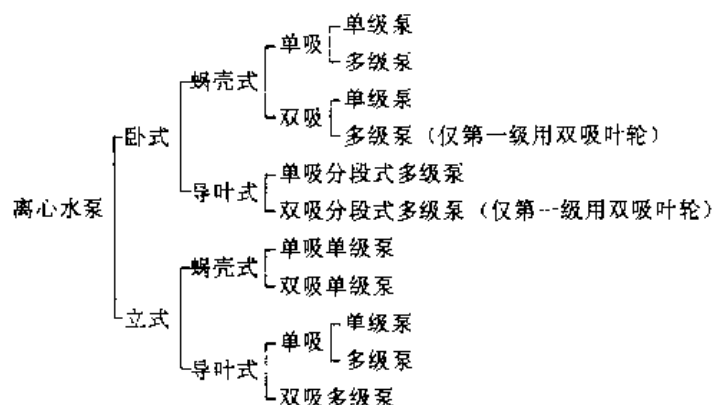 单级泵
单吸
多级泵
蜗壳式
单级泵
双吸
多级泵（仅第一级用双吸叶轮）
卧式
单吸分段式多级泵
导叶式
双吸分段式多级泵（仅第一级用双吸叶轮）
离心水泵
单吸单级泵
蜗壳式
双吸单级泵
立式
单级泵
单吸
多级泵
导叶式
双吸多级泵